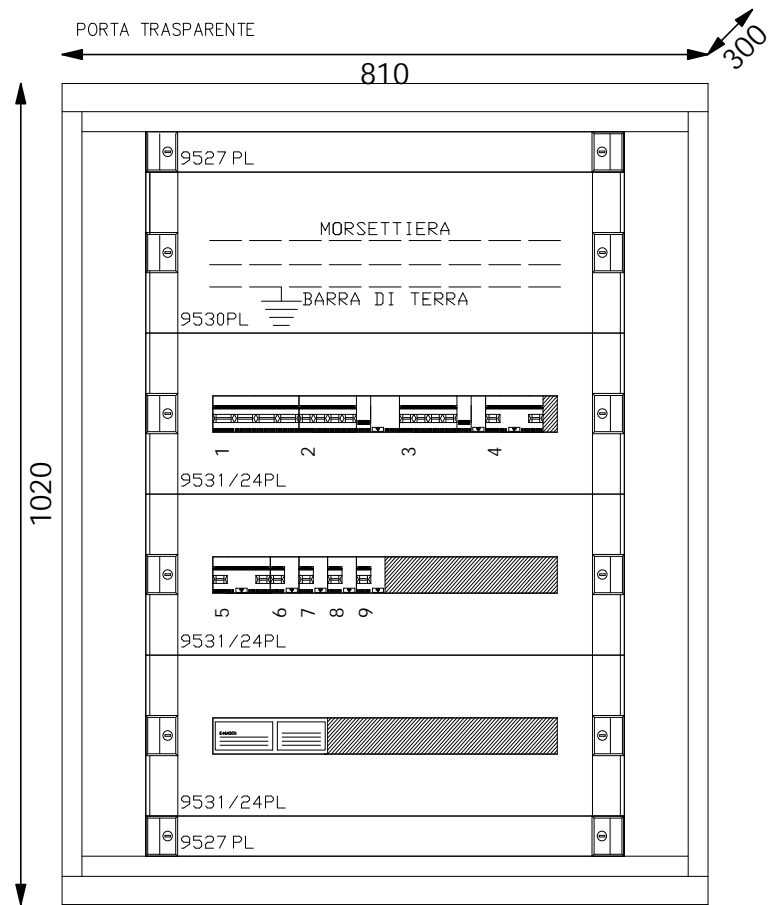 PORTA TRASPARENTE
300
810
9527 PL
MORSETTIERA
BARRA DI TERRA
9530PL
1 2 3 4
9531/24PL
1020
5 6 7 8 9
9531/24PL
9531/24PL
9527 PL